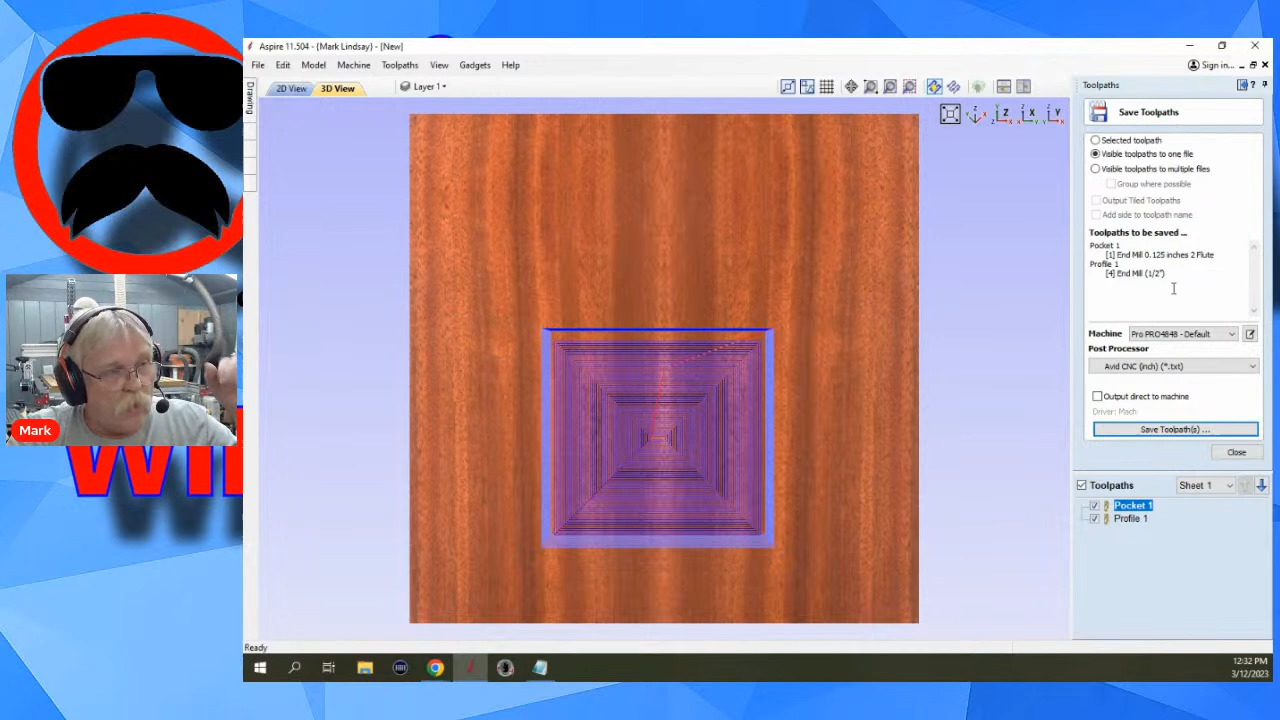 Aspire 11.504 - {Mark Lindsay} - [New]
File Edit Model Machine Toolpaths View Gadgets Help
Sign in...
Drawing
2D View 3D View Layer 1
Z X Y
Toolpaths
Save Toolpaths
Selected toolpath
Visible toolpaths to one file
Visible toolpaths to multiple files
Group where possible
Output Tiled Toolpaths
Add side to toolpath name
Toolpaths to be saved ...
Pocket 1
[1] End Mill 0.125 inches 2 Flute
Profile 1
[4] End Mill (1/2")
Machine Pro PRO4848 - Default
Post Processor
Avid CNC (inch) (*.txt)
Output direct to machine
Driver: Mach
Save Toolpath(s) ...
Close
Toolpaths Sheet 1
Pocket 1
Profile 1
Mark
Ready
12:32 PM
3/12/2023